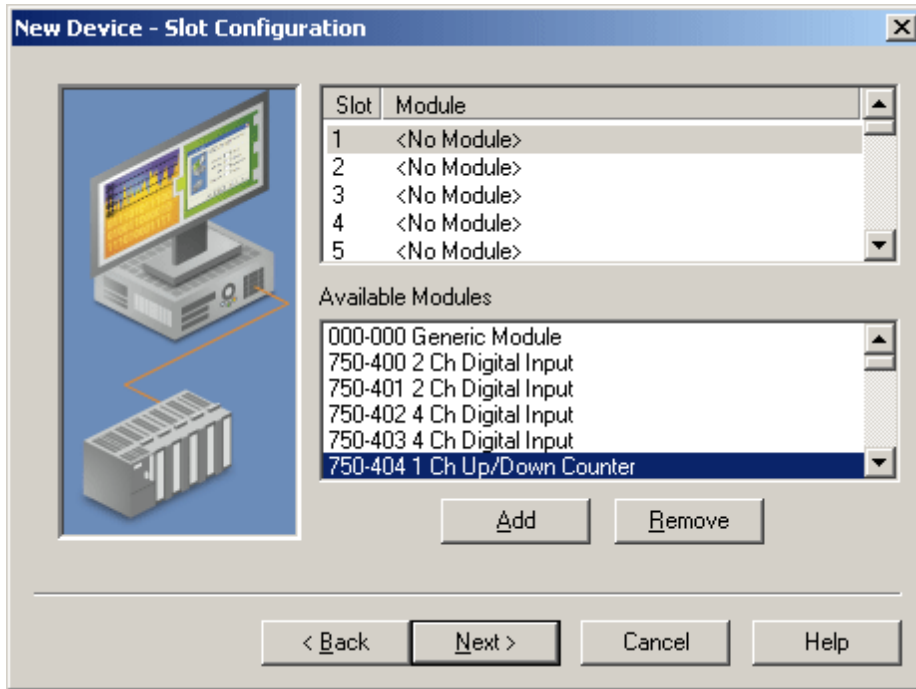 New Device - Slot Configuration
Slot Module
1 <No Module>
2 <No Module>
3 <No Module>
4 <No Module>
5 <No Module>
Available Modules
000-000 Generic Module
750-400 2 Ch Digital Input
750-401 2 Ch Digital Input
750-402 4 Ch Digital Input
750-403 4 Ch Digital Input
750-404 1 Ch Up/Down Counter
Add Remove
< Back Next > Cancel Help